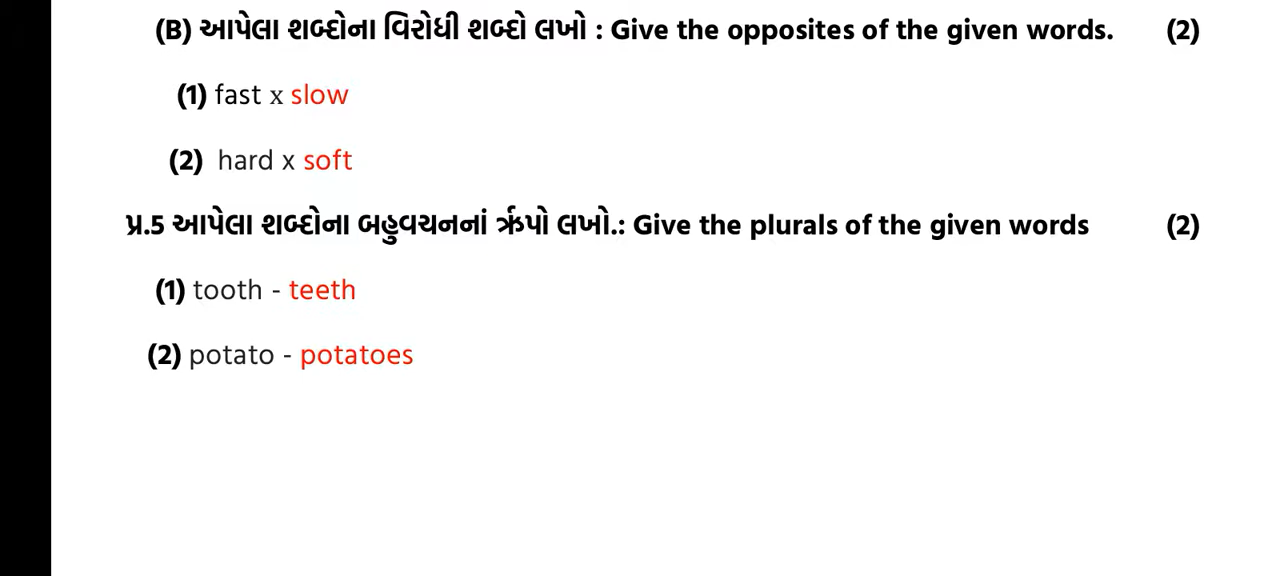 (B) આપેલા શબ્દોના વિરોધી શબ્દો લખો : Give the opposites of the given words. (2)
(1) fast x slow
(2) hard x soft
પ્ર.5 આપેલા શબ્દોના બહુવચનનાં ર્રૂપો લખો.: Give the plurals of the given words (2)
(1) tooth - teeth
(2) potato - potatoes